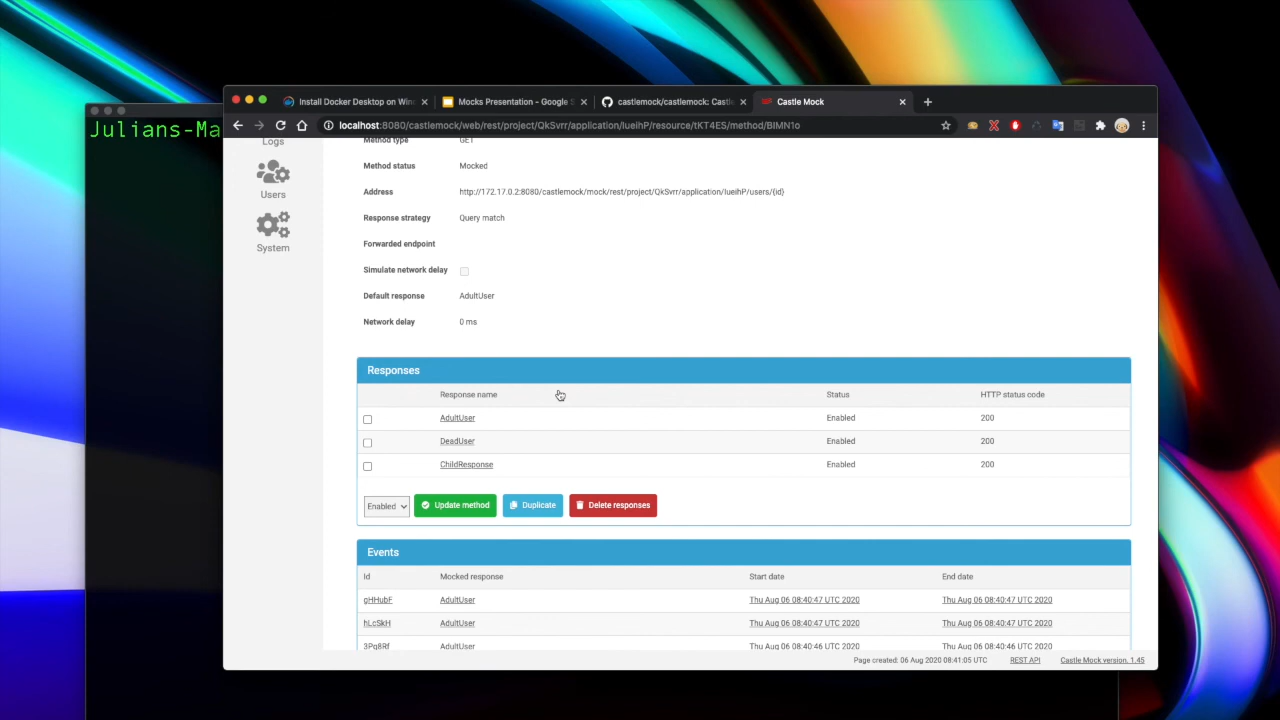 Julians-Ma
Install Docker Desktop on Win
Mocks Presentation - Google S
castlemock/castlemock: Castle
Castle Mock
localhost:8080/castlemock/web/rest/project/QkSvrr/application/IueihP/resource/tKT4ES/method/BIMN1o
Logs
Users
System
Method type GET
Method status Mocked
Address http://172.17.0.2:8080/castlemock/mock/rest/project/QkSvrr/application/IueihP/users/{id}
Response strategy Query match
Forwarded endpoint
Simulate network delay
Default response AdultUser
Network delay 0 ms
Responses
Response name Status HTTP status code
AdultUser Enabled 200
DeadUser Enabled 200
ChildResponse Enabled 200
Enabled Update method Duplicate Delete responses
Events
Id Mocked response Start date End date
gHHubF AdultUser Thu Aug 06 08:40:47 UTC 2020 Thu Aug 06 08:40:47 UTC 2020
hLcSkH AdultUser Thu Aug 06 08:40:47 UTC 2020 Thu Aug 06 08:40:47 UTC 2020
3Pq8Rf AdultUser Thu Aug 06 08:40:46 UTC 2020 Thu Aug 06 08:40:46 UTC 2020
Page created: 06 Aug 2020 08:41:05 UTC REST API Castle Mock version. 1.45